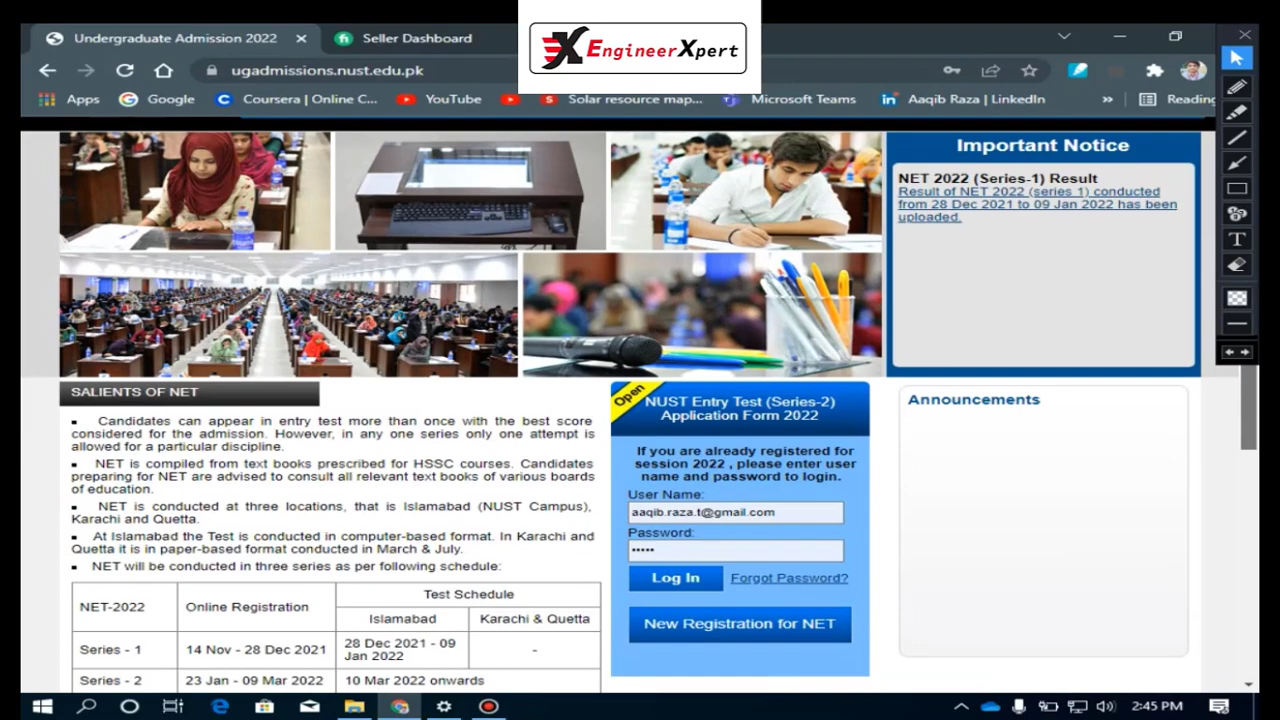 Undergraduate Admission 2022
Seller Dashboard
EngineerXpert
ugadmissions.nust.edu.pk
Apps
Google
Coursera | Online C...
YouTube
Solar resource map...
Microsoft Teams
Aaqib Raza | LinkedIn
»
Reading
Important Notice
NET 2022 (Series-1) Result
Result of NET 2022 (series 1) conducted
from 28 Dec 2021 to 09 Jan 2022 has been
uploaded.
SALIENTS OF NET
Candidates can appear in entry test more than once with the best score
considered for the admission. However, in any one series only one attempt is
allowed for a particular discipline.
NET is compiled from text books prescribed for HSSC courses. Candidates
preparing for NET are advised to consult all relevant text books of various boards
of education.
NET is conducted at three locations, that is Islamabad (NUST Campus),
Karachi and Quetta.
At Islamabad the Test is conducted in computer-based format. In Karachi and
Quetta it is in paper-based format conducted in March & July.
NET will be conducted in three series as per following schedule:
NET-2022
Online Registration
Test Schedule
Islamabad
Karachi & Quetta
Series - 1
14 Nov - 28 Dec 2021
28 Dec 2021 - 09
Jan 2022
-
Series - 2
23 Jan - 09 Mar 2022
10 Mar 2022 onwards
Open
NUST Entry Test (Series-2)
Application Form 2022
If you are already registered for
session 2022 , please enter user
name and password to login.
User Name:
aaqib.raza.t@gmail.com
Password:
•••••
Log In
Forgot Password?
New Registration for NET
Announcements
T
2:45 PM